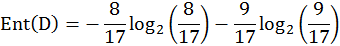 Ent(D) = − 8/17 log₂ (8/17) − 9/17 log₂ (9/17)